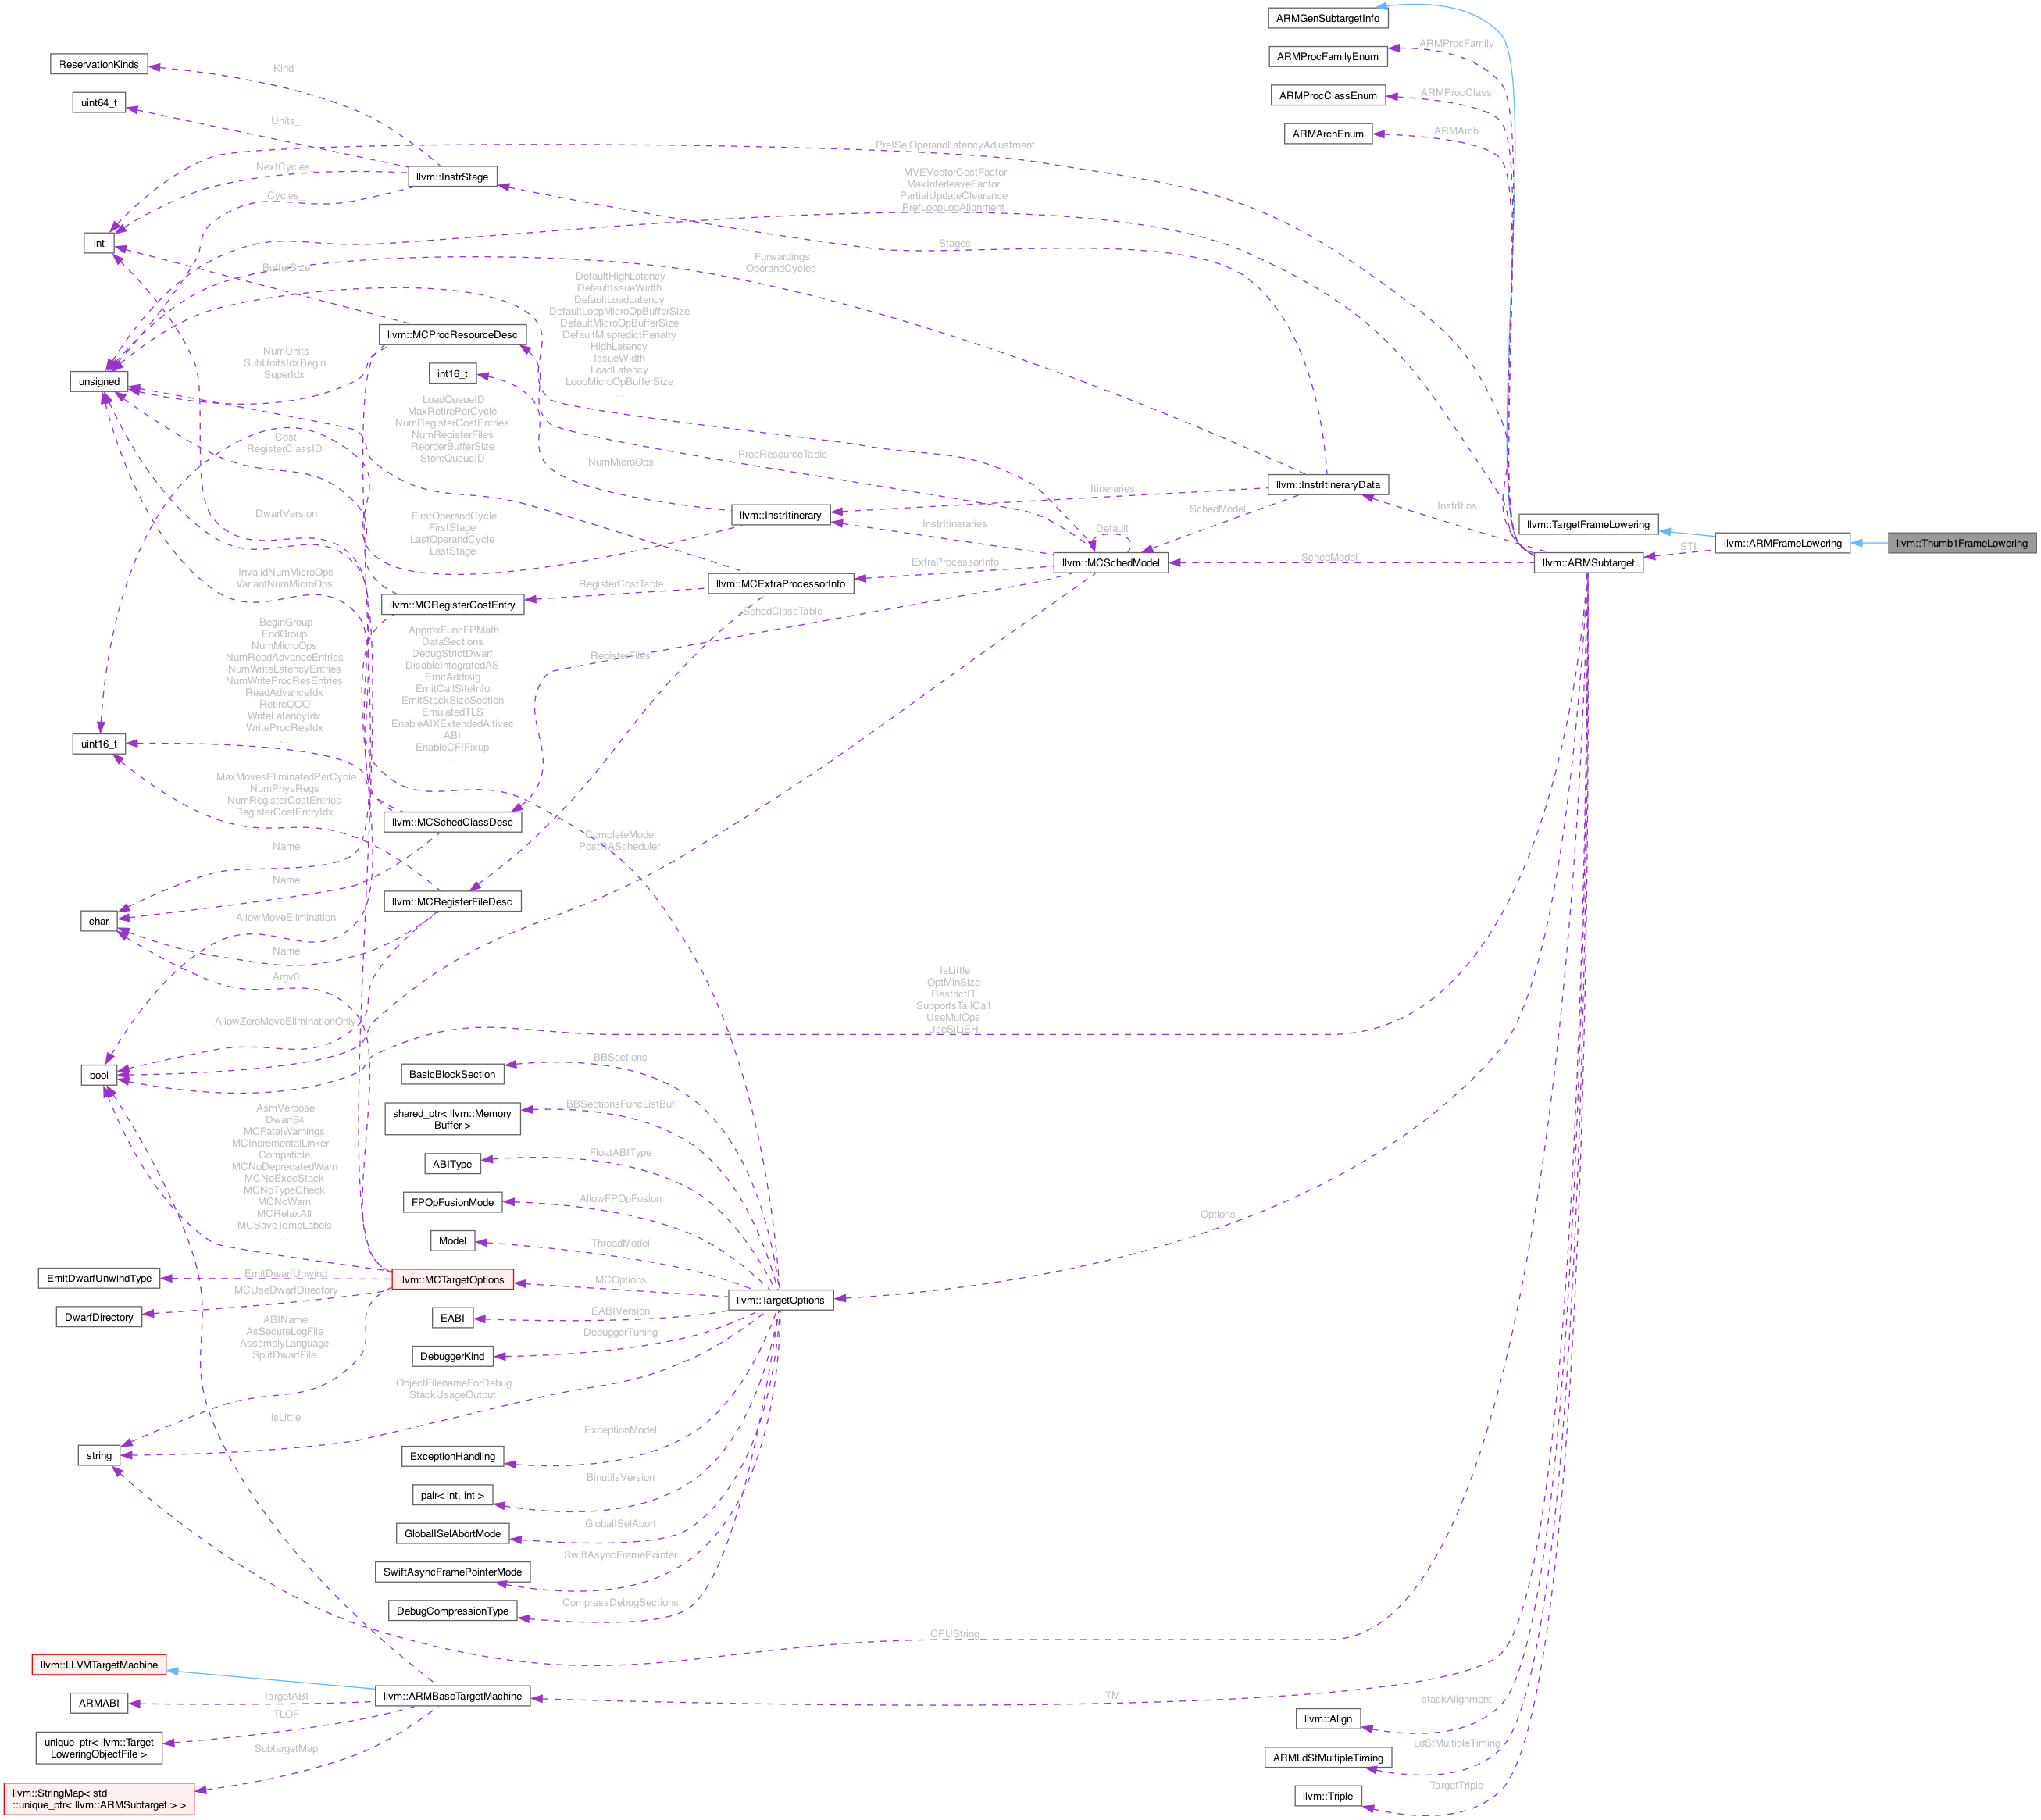 ARMGenSubtargetInfo
ARMProcFamily
ARMProcFamilyEnum
ReservationKinds
Kind_
ARMProcClass
ARMProcClassEnum
uint64_t
Units_
ARMArch
ARMArchEnum
PreISelOperandLatencyAdjustment
NextCycles_
llvm::InstrStage
MVEVectorCostFactor
MaxInterleaveFactor
PartialUpdateClearance
PrefLoopLogAlignment
Cycles_
int
Stages
Forwardings
OperandCycles
BufferSize
DefaultHighLatency
DefaultIssueWidth
DefaultLoadLatency
DefaultLoopMicroOpBufferSize
DefaultMicroOpBufferSize
DefaultMispredictPenalty
HighLatency
IssueWidth
LoadLatency
LoopMicroOpBufferSize
...
llvm::MCProcResourceDesc
NumUnits
SubUnitsIdxBegin
SuperIdx
int16_t
unsigned
LoadQueueID
MaxRetirePerCycle
NumRegisterCostEntries
NumRegisterFiles
ReorderBufferSize
StoreQueueID
Cost
RegisterClassID
ProcResourceTable
NumMicroOps
Itineraries
llvm::InstrItineraryData
InstrItins
SchedModel
DwarfVersion
FirstOperandCycle
FirstStage
LastOperandCycle
LastStage
llvm::InstrItinerary
InstrItineraries
Default
llvm::TargetFrameLowering
llvm::ARMFrameLowering
llvm::Thumb1FrameLowering
STI
ExtraProcessorInfo
llvm::MCSchedModel
SchedModel
llvm::ARMSubtarget
InvalidNumMicroOps
VariantNumMicroOps
RegisterCostTable
llvm::MCExtraProcessorInfo
llvm::MCRegisterCostEntry
SchedClassTable
BeginGroup
EndGroup
NumMicroOps
NumReadAdvanceEntries
NumWriteLatencyEntries
NumWriteProcResEntries
ReadAdvanceIdx
RetireOOO
WriteLatencyIdx
WriteProcResIdx
...
ApproxFuncFPMath
DataSections
DebugStrictDwarf
DisableIntegratedAS
EmitAddrsig
EmitCallSiteInfo
EmitStackSizeSection
EmulatedTLS
EnableAIXExtendedAltivec
ABI
EnableCFIFixup
...
RegisterFiles
uint16_t
MaxMovesEliminatedPerCycle
NumPhysRegs
NumRegisterCostEntries
RegisterCostEntryIdx
llvm::MCSchedClassDesc
CompleteModel
PostRAScheduler
Name
Name
llvm::MCRegisterFileDesc
char
AllowMoveElimination
Name
Argv0
IsLittle
OptMinSize
RestrictIT
SupportsTailCall
UseMulOps
UseSjLjEH
AllowZeroMoveEliminationOnly
bool
BasicBlockSection
BBSections
shared_ptr< llvm::Memory
Buffer >
BBSectionsFuncListBuf
AsmVerbose
Dwarf64
MCFatalWarnings
MCIncrementalLinker
Compatible
MCNoDeprecatedWarn
MCNoExecStack
MCNoTypeCheck
MCNoWarn
MCRelaxAll
MCSaveTempLabels
...
ABIType
FloatABIType
FPOpFusionMode
AllowFPOpFusion
Model
ThreadModel
Options
EmitDwarfUnwindType
EmitDwarfUnwind
llvm::MCTargetOptions
MCOptions
llvm::TargetOptions
DwarfDirectory
MCUseDwarfDirectory
EABI
EABIVersion
ABIName
AsSecureLogFile
AssemblyLanguage
SplitDwarfFile
DebuggerKind
DebuggerTuning
ObjectFilenameForDebug
StackUsageOutput
isLittle
string
ExceptionHandling
ExceptionModel
pair< int, int >
BinutilsVersion
GlobalISelAbortMode
GlobalISelAbort
SwiftAsyncFramePointerMode
SwiftAsyncFramePointer
DebugCompressionType
CompressDebugSections
CPUString
llvm::LLVMTargetMachine
ARMABI
TargetABI
llvm::ARMBaseTargetMachine
TM
TLOF
unique_ptr< llvm::Target
LoweringObjectFile >
SubtargetMap
llvm::StringMap< std
::unique_ptr< llvm::ARMSubtarget > >
stackAlignment
llvm::Align
LdStMultipleTiming
ARMLdStMultipleTiming
TargetTriple
llvm::Triple